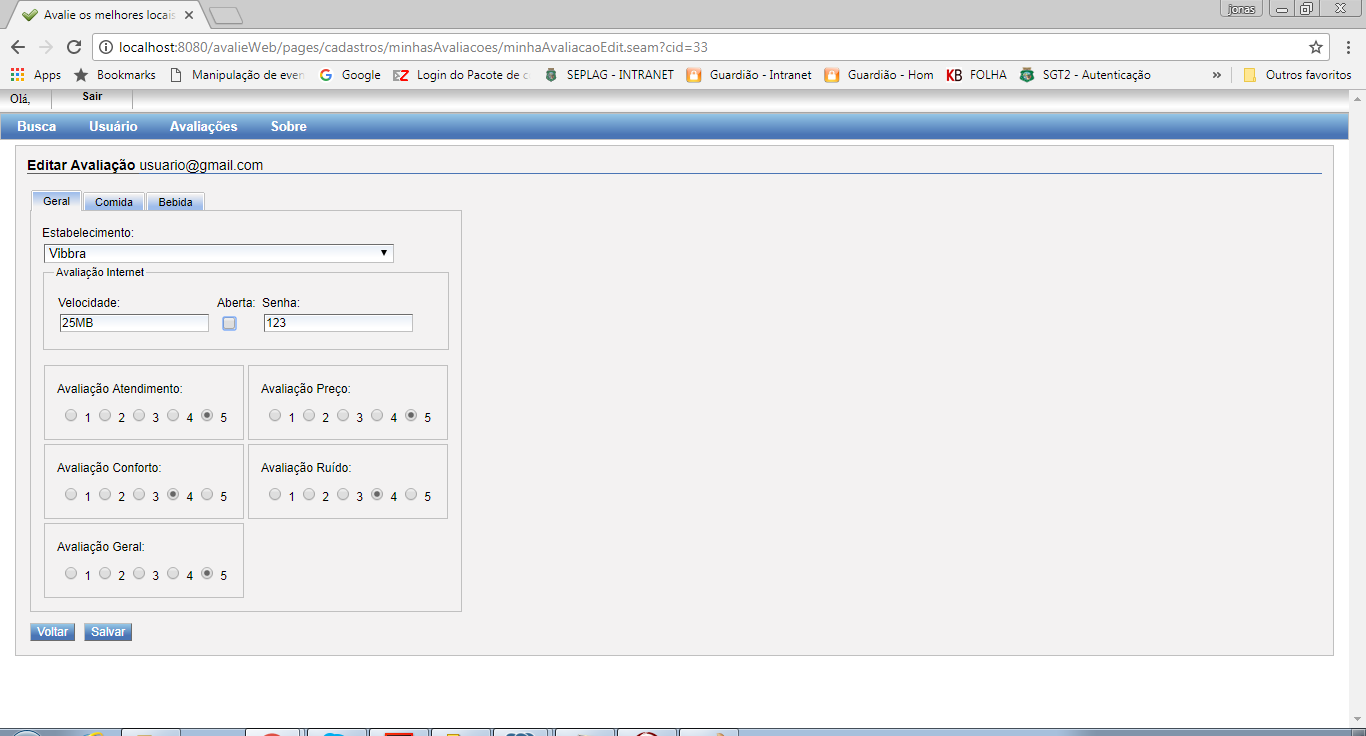 Avalie os melhores locais
jonas
localhost:8080/avalieWeb/pages/cadastros/minhasAvaliacoes/minhaAvaliacaoEdit.seam?cid=33
Apps Bookmarks Manipulação de even Google Login do Pacote de SEPLAG - INTRANET Guardião - Intranet Guardião - Hom KB FOLHA SGT2 - Autenticação » Outros favoritos
Olá, Sair
Busca Usuário Avaliações Sobre
Editar Avaliação usuario@gmail.com
Geral Comida Bebida
Estabelecimento:
Vibbra
Avaliação Internet
Velocidade: Aberta: Senha:
25MB 123
Avaliação Atendimento: Avaliação Preço:
1 2 3 4 5 1 2 3 4 5
Avaliação Conforto: Avaliação Ruído:
1 2 3 4 5 1 2 3 4 5
Avaliação Geral:
1 2 3 4 5
Voltar Salvar